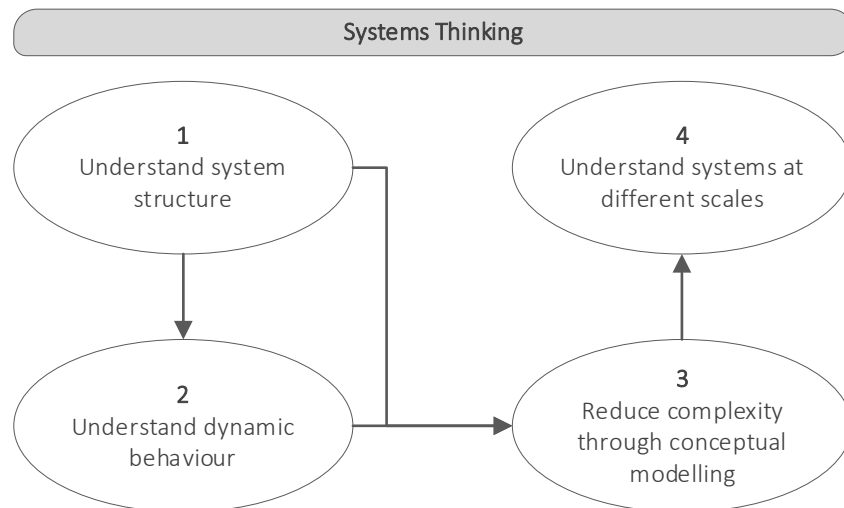 Systems Thinking
1
Understand system
structure
4
Understand systems at
different scales
2
Understand dynamic
behaviour
3
Reduce complexity
through conceptual
modelling